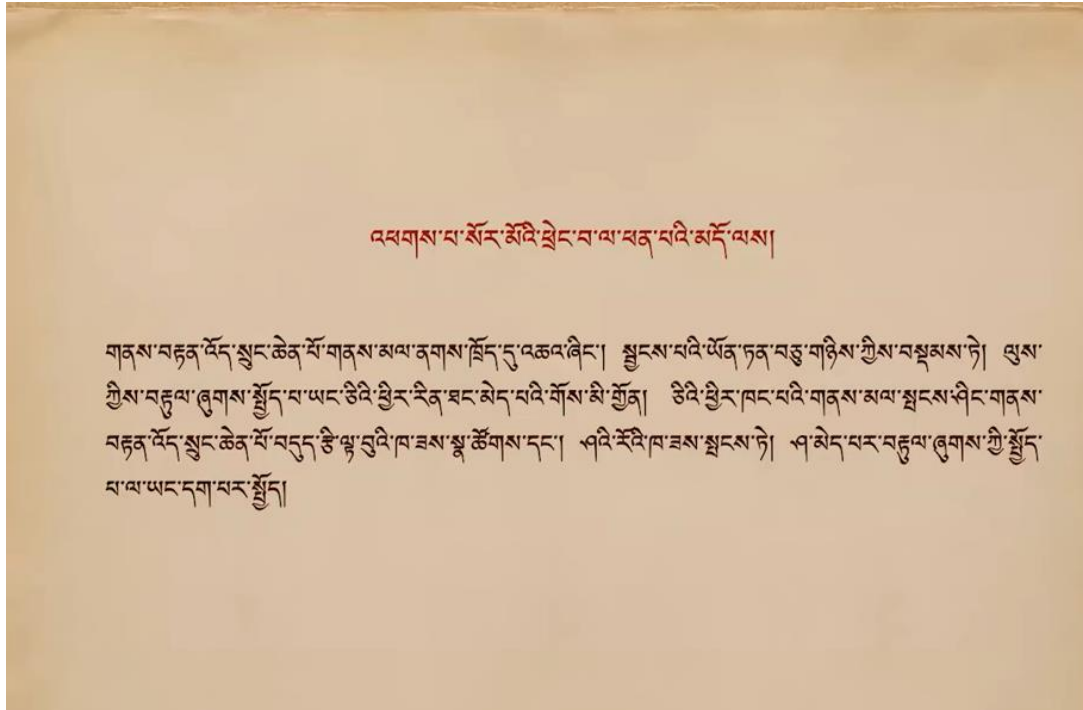 འཕགས་པ་སོར་མོའི་ཕྲེང་བ་ལ་ཕན་པའི་མདོ་ལས།
གནས་བརྟན་འོད་སྲུང་ཆེན་པོ་གནས་མལ་ནགས་ཁྲོད་དུ་འཆའ་ཞིང་། སྦྱངས་པའི་ཡོན་ཏན་བཅུ་གཉིས་ཀྱིས་བསྡམས་ཏེ། ལུས་
ཀྱིས་བརྟུལ་ཞུགས་སྤྱོད་པ་ཡང་ཅིའི་ཕྱིར་རིན་ཐང་མེད་པའི་གོས་མི་གྱོན། ཅིའི་ཕྱིར་ཁང་པའི་གནས་མལ་སྤངས་ཤིང་གནས་
བརྟན་འོད་སྲུང་ཆེན་པོ་བདུད་རྩི་ལྟ་བུའི་ཁ་ཟས་སྣ་ཚོགས་དང་། ཤའི་རོའི་ཁ་ཟས་སྤངས་ཏེ། ཤ་མེད་པར་བརྟུལ་ཞུགས་ཀྱི་སྤྱོད་
པ་ལ་ཡང་དག་པར་སྤྱོད།